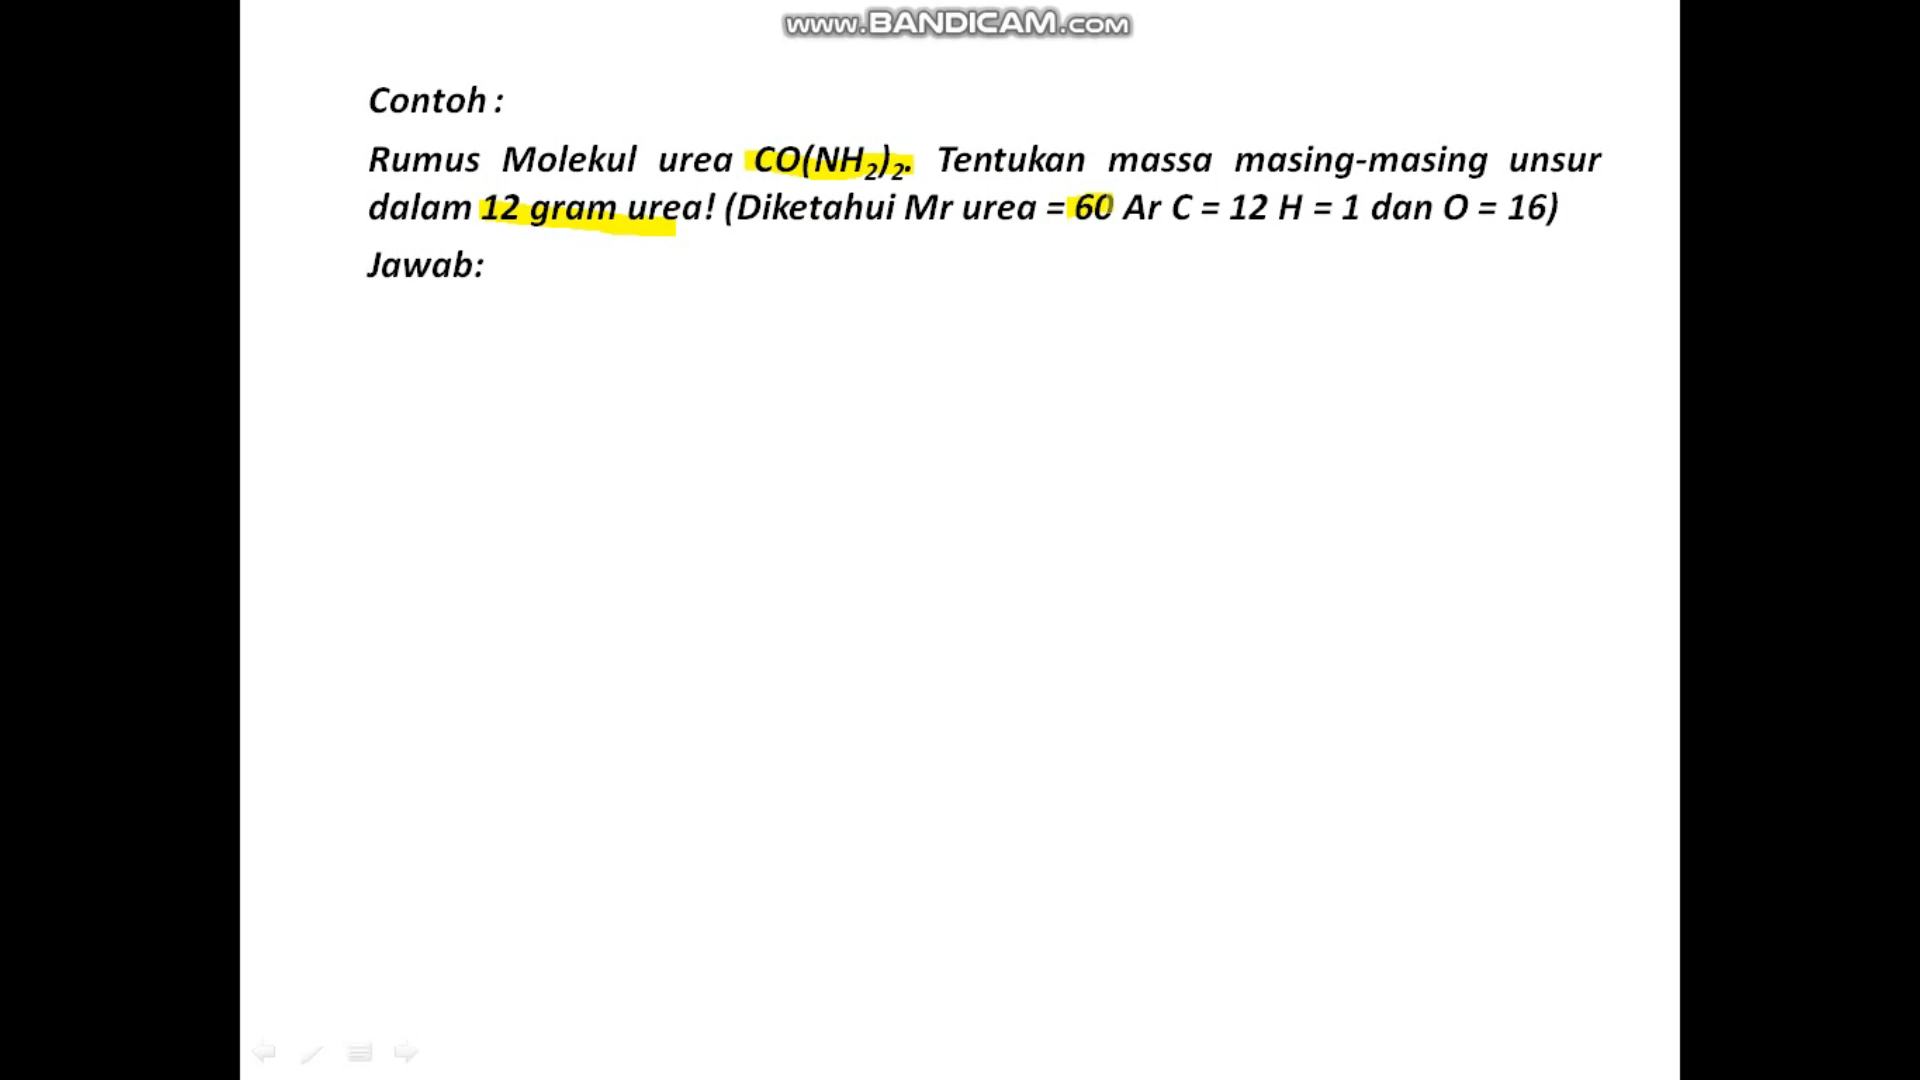 www.BANDICAM.com
Contoh :
Rumus Molekul urea CO(NH₂)₂. Tentukan massa masing-masing unsur
dalam 12 gram urea! (Diketahui Mr urea = 60 Ar C = 12 H = 1 dan O = 16)
Jawab: